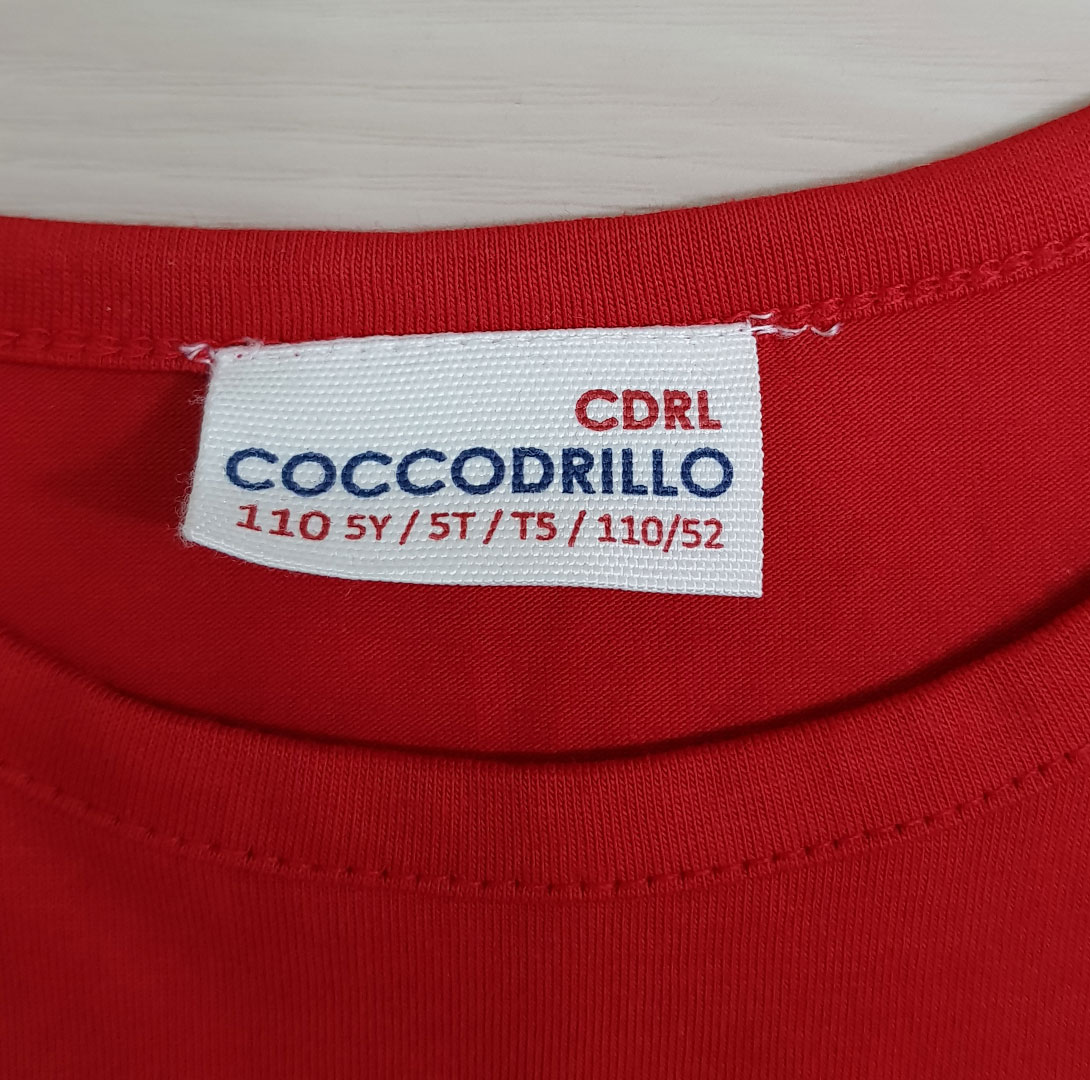 CDRL
COCCODRILLO
110 5Y / 5T / T5 / 110/52